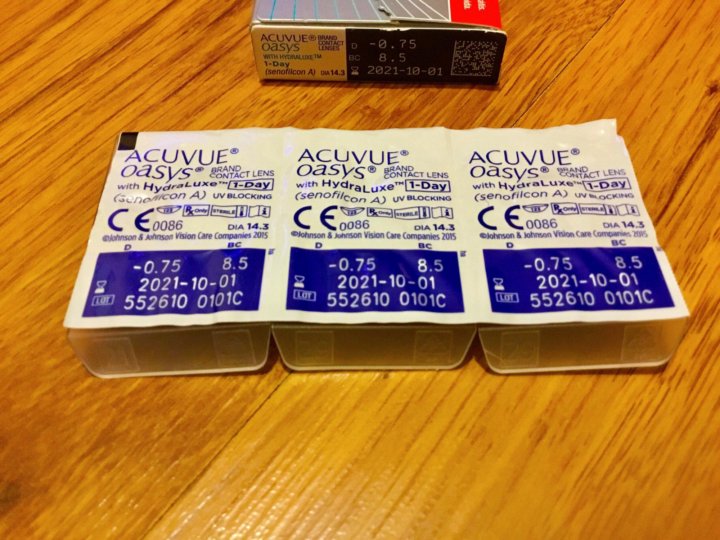 ACUVUE® BRAND CONTACT LENSES
OASYS®
WITH HYDRALUXE™
1-Day
(senofilcon A) DIA 14.3
D -0.75
BC 8.5
2021-10-01
ACUVUE®
OASYS® BRAND CONTACT LENS
with HydraLuxe™ 1-Day
(senofilcon A) UV BLOCKING
CE 0086 Rx Only STERILE
DIA 14.3
©Johnson & Johnson Vision Care Companies 2015
D BC
-0.75 8.5
2021-10-01
LOT 552610 0101C
ACUVUE®
OASYS® BRAND CONTACT LENS
with HydraLuxe™ 1-Day
(senofilcon A) UV BLOCKING
CE 0086 Rx Only STERILE
DIA 14.3
©Johnson & Johnson Vision Care Companies 2015
D BC
-0.75 8.5
2021-10-01
LOT 552610 0101C
ACUVUE®
OASYS® BRAND CONTACT LENS
with HydraLuxe™ 1-Day
(senofilcon A) UV BLOCKING
CE 0086 Rx Only STERILE
DIA 14.3
©Johnson & Johnson Vision Care Companies 2015
D BC
-0.75 8.5
2021-10-01
LOT 552610 0101C